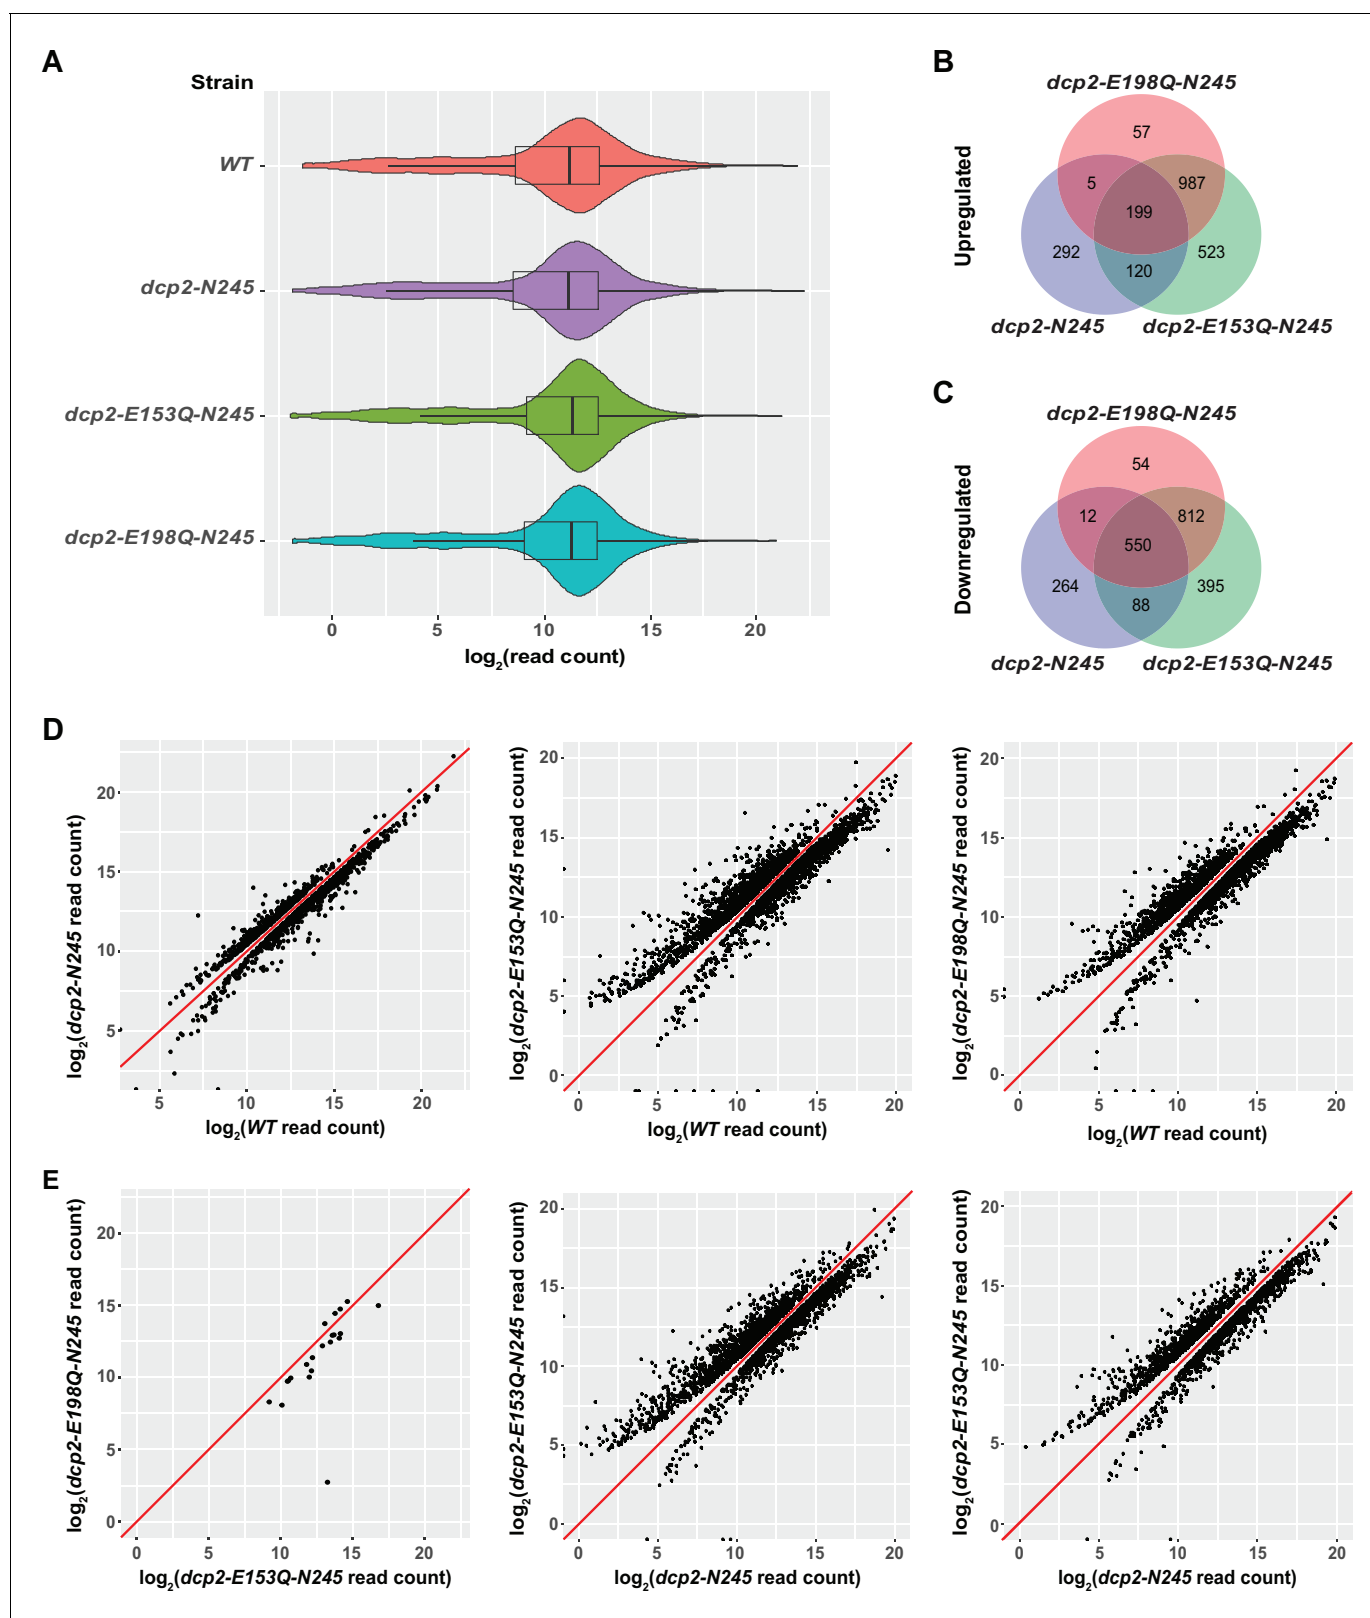 A
Strain
WT
dcp2-N245
dcp2-E153Q-N245
dcp2-E198Q-N245
0 5 10 15 20
log2(read count)
B
dcp2-E198Q-N245
Upregulated
57
5 987
199
292 523
120
dcp2-N245 dcp2-E153Q-N245
C
dcp2-E198Q-N245
Downregulated
54
12 812
550
264 395
88
dcp2-N245 dcp2-E153Q-N245
D
log2(dcp2-N245 read count)
20
15
10
5
5 10 15 20
log2(WT read count)
log2(dcp2-E153Q-N245 read count)
20
15
10
5
0
0 5 10 15 20
log2(WT read count)
log2(dcp2-E198Q-N245 read count)
20
15
10
5
0
0 5 10 15 20
log2(WT read count)
E
log2(dcp2-E198Q-N245 read count)
20
15
10
5
0
0 5 10 15 20
log2(dcp2-E153Q-N245 read count)
log2(dcp2-E153Q-N245 read count)
20
15
10
5
0
0 5 10 15 20
log2(dcp2-N245 read count)
log2(dcp2-E153Q-N245 read count)
20
15
10
5
0
0 5 10 15 20
log2(dcp2-N245 read count)